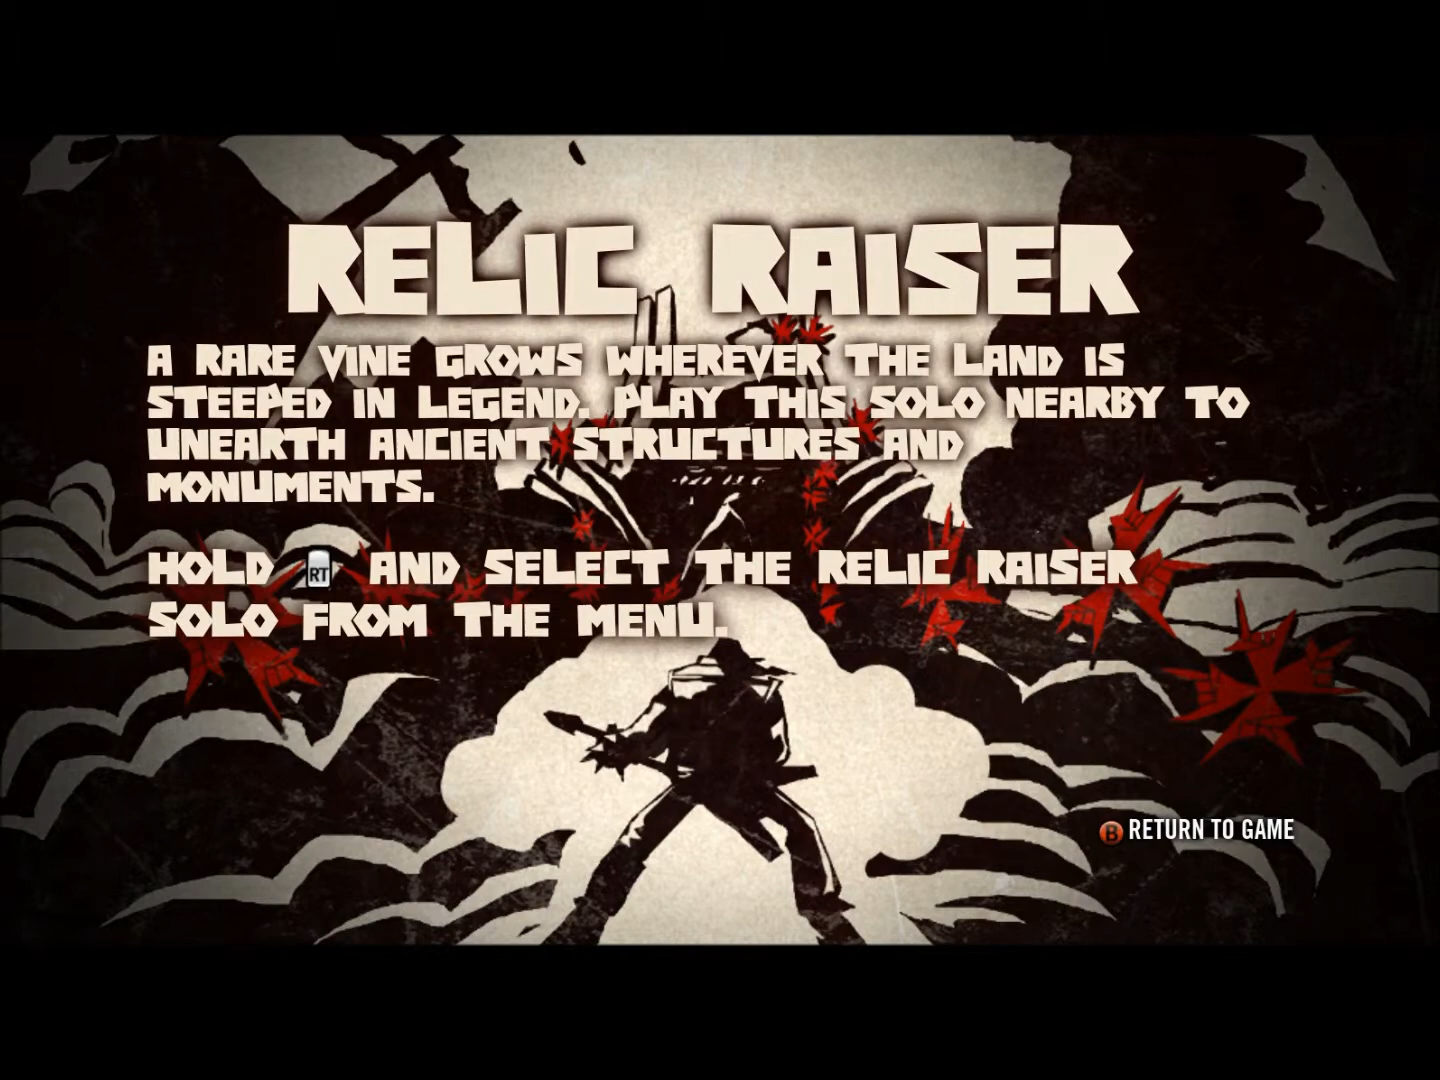 RELIC RAISER
A RARE VINE GROWS WHEREVER THE LAND IS
STEEPED IN LEGEND. PLAY THIS SOLO NEARBY TO
UNEARTH ANCIENT STRUCTURES AND
MONUMENTS.
HOLD RT AND SELECT THE RELIC RAISER
SOLO FROM THE MENU.
B RETURN TO GAME